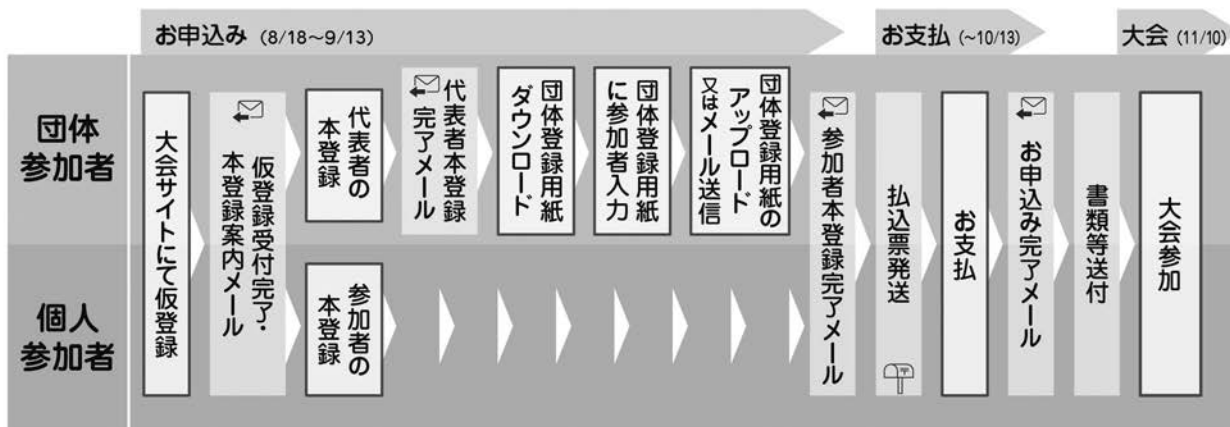 お申込み (8/18～9/13)
お支払 (～10/13)
大会 (11/10)
団体
参加者
個人
参加者
大会サイトにて仮登録
仮登録受付完了・
本登録案内メール
代表者の
本登録
代表者本登録
完了メール
団体登録用紙
ダウンロード
団体登録用紙
に参加者入力
団体登録用紙の
アップロード
又はメール送信
参加者の
本登録
参加者本登録完了メール
払込票発送
〒
お支払
お申込み完了メール
書類等送付
大会参加